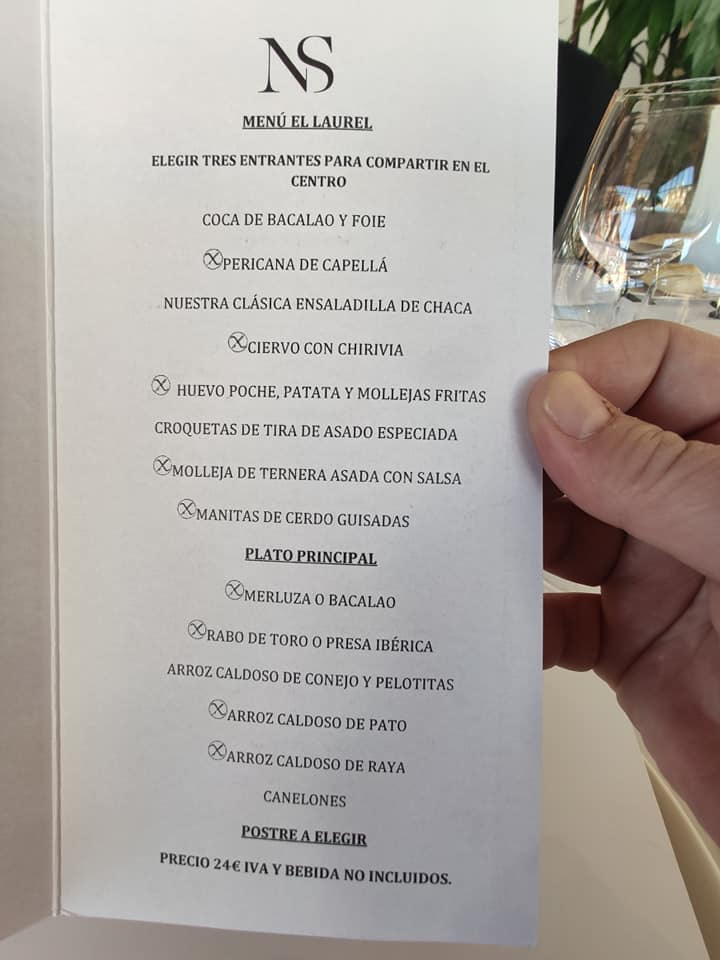 NS
MENÚ EL LAUREL
ELEGIR TRES ENTRANTES PARA COMPARTIR EN EL
CENTRO
COCA DE BACALAO Y FOIE
PERICANA DE CAPELLÁ
NUESTRA CLÁSICA ENSALADILLA DE CHACA
CIERVO CON CHIRIVIA
HUEVO POCHE, PATATA Y MOLLEJAS FRITAS
CROQUETAS DE TIRA DE ASADO ESPECIADA
MOLLEJA DE TERNERA ASADA CON SALSA
MANITAS DE CERDO GUISADAS
PLATO PRINCIPAL
MERLUZA O BACALAO
RABO DE TORO O PRESA IBÉRICA
ARROZ CALDOSO DE CONEJO Y PELOTITAS
ARROZ CALDOSO DE PATO
ARROZ CALDOSO DE RAYA
CANELONES
POSTRE A ELEGIR
PRECIO 24€ IVA Y BEBIDA NO INCLUIDOS.